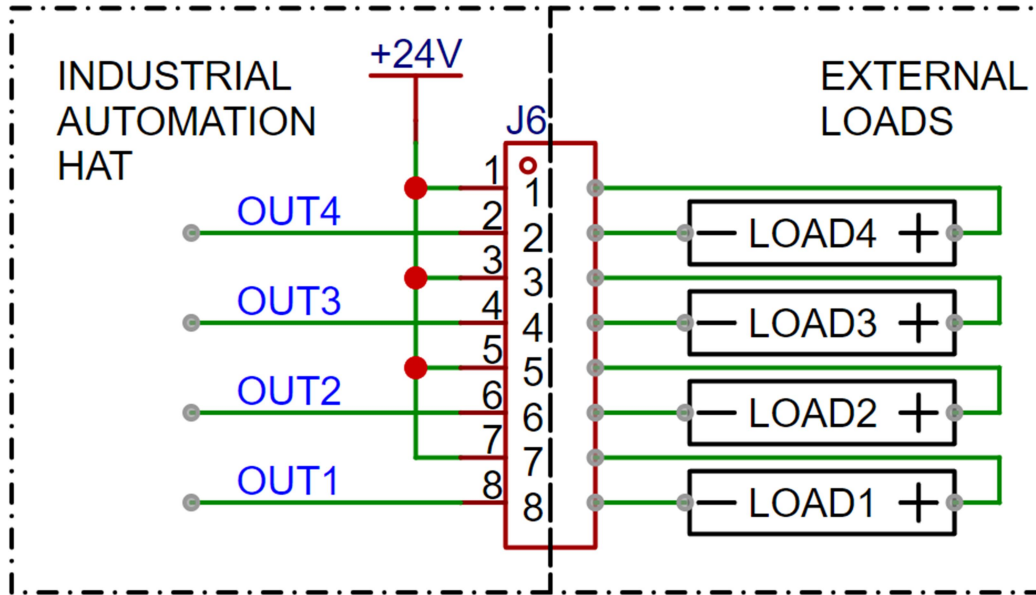 INDUSTRIAL
AUTOMATION
HAT
+24V
J6
EXTERNAL
LOADS
1
1
OUT4
2
2
− LOAD4 +
3
3
OUT3
4
4
− LOAD3 +
5
5
OUT2
6
6
− LOAD2 +
7
7
OUT1
8
8
− LOAD1 +